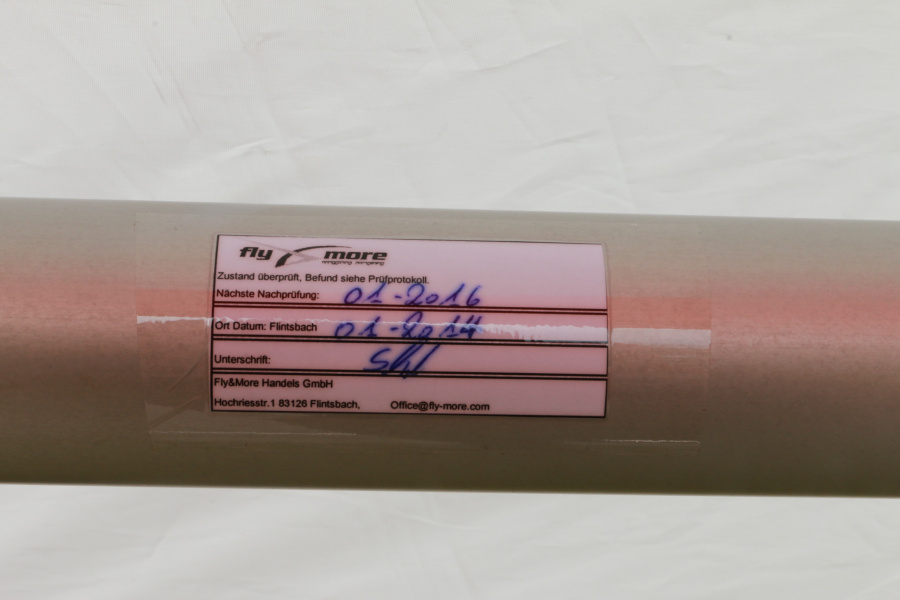 fly more
Zustand überprüft, Befund siehe Prüfprotokoll.
Nächste Nachprüfung: 01-2016
Ort Datum: Flintsbach 01-2014
Unterschrift:
Fly&More Handels GmbH
Hochriesstr.1 83126 Flintsbach, Office@fly-more.com